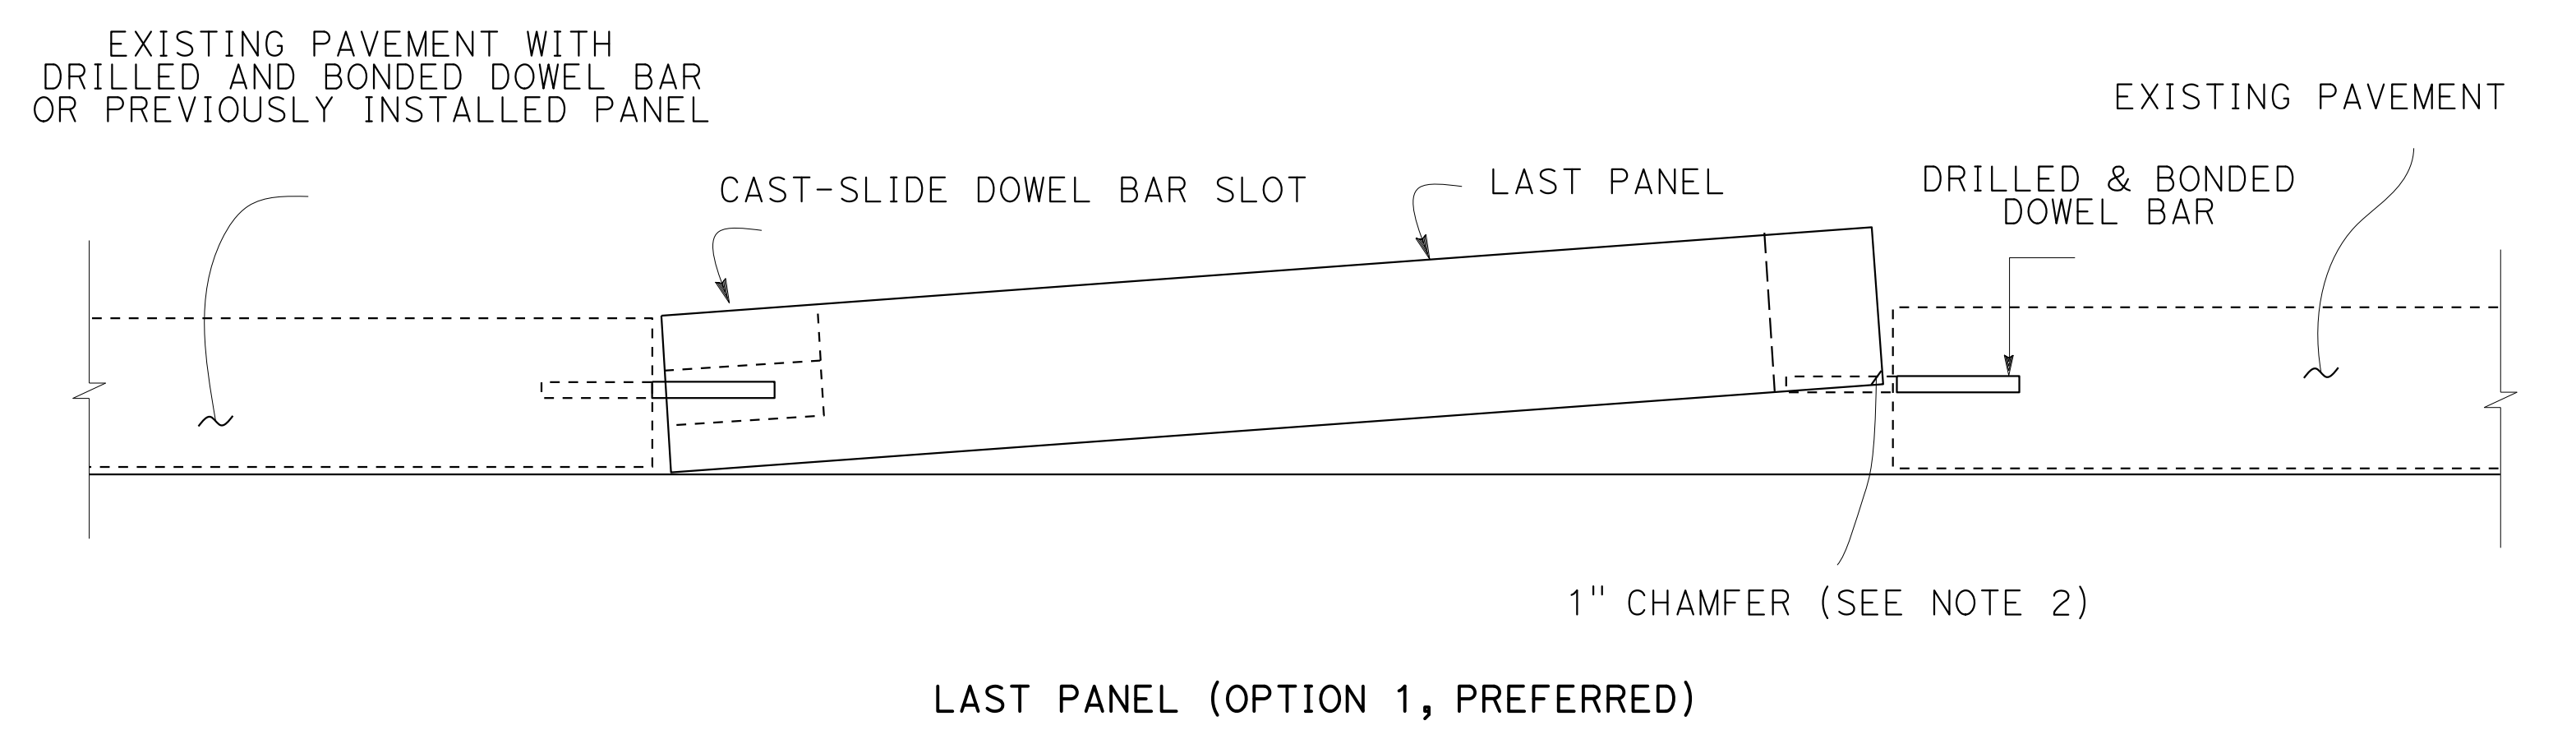 EXISTING PAVEMENT WITH
DRILLED AND BONDED DOWEL BAR
OR PREVIOUSLY INSTALLED PANEL
EXISTING PAVEMENT
CAST-SLIDE DOWEL BAR SLOT
LAST PANEL
DRILLED & BONDED
DOWEL BAR
1" CHAMFER (SEE NOTE 2)
LAST PANEL (OPTION 1, PREFERRED)